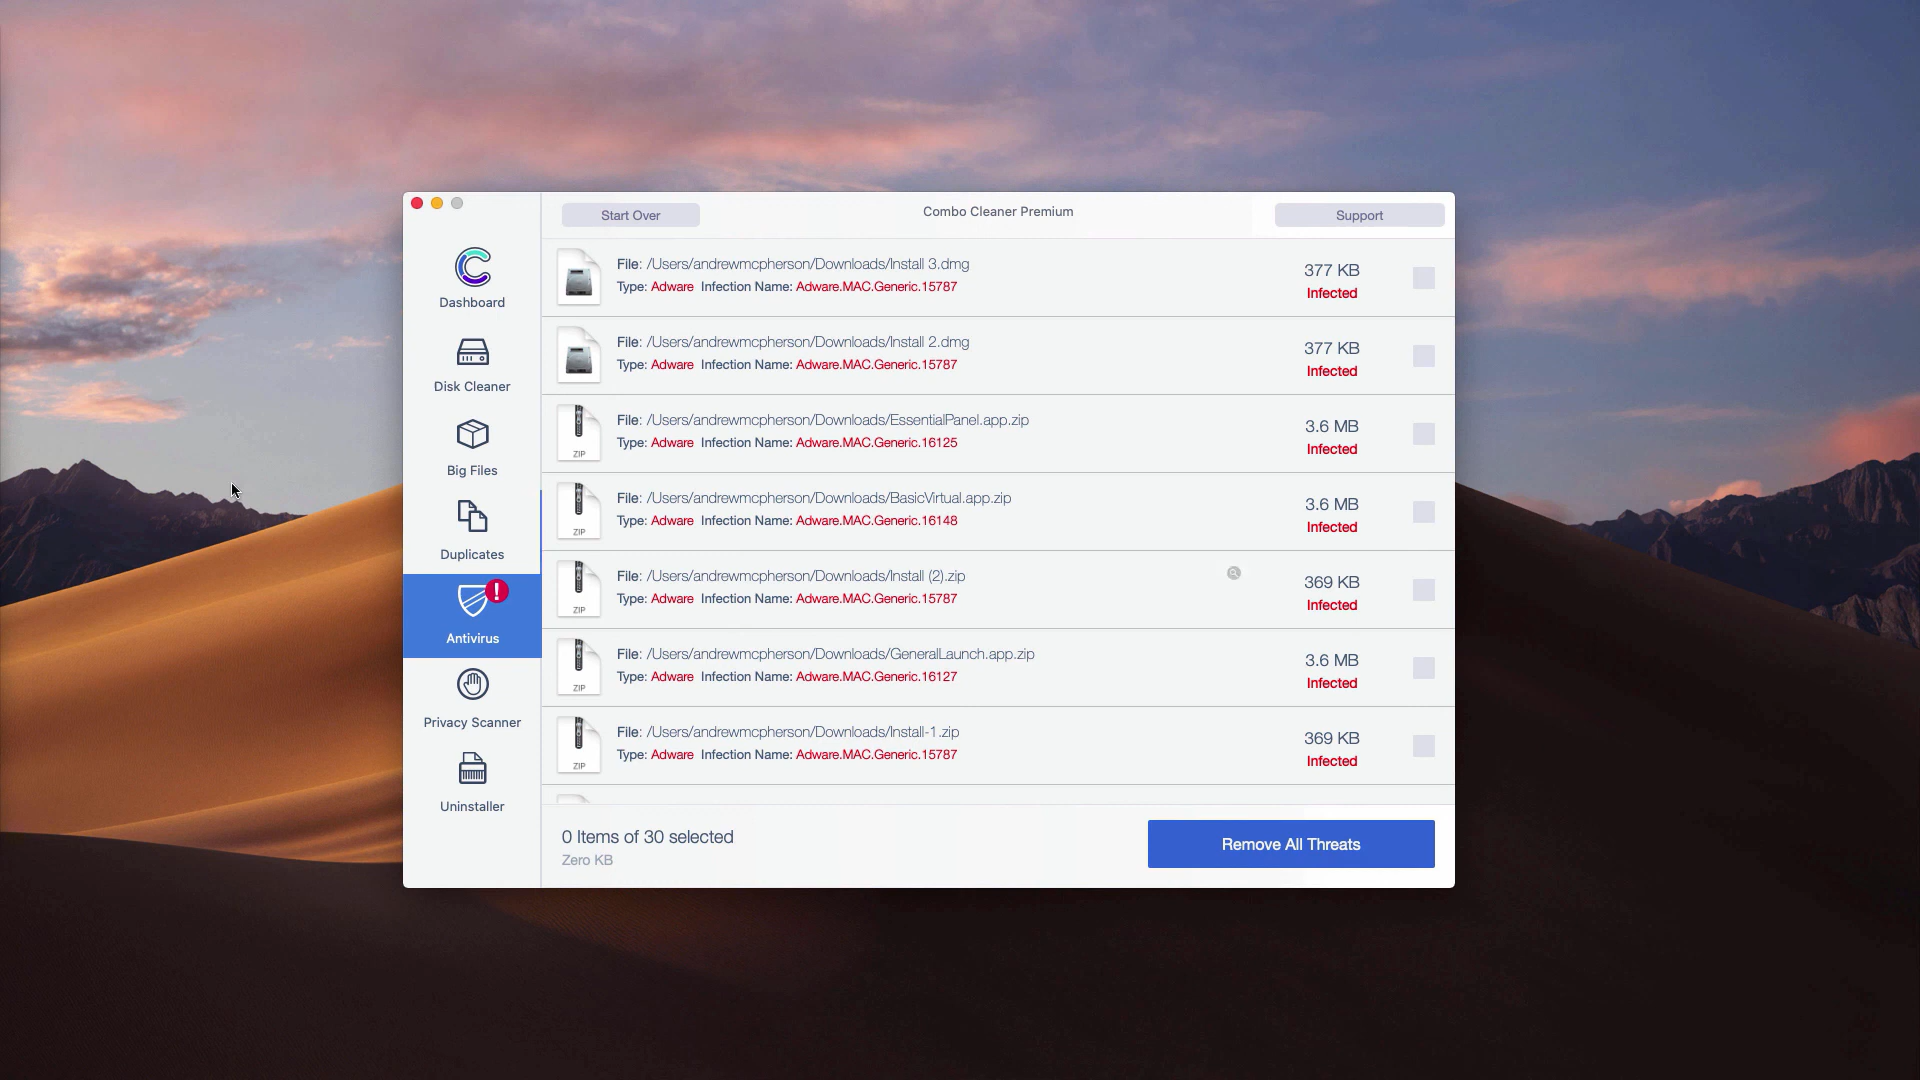 Start Over
Combo Cleaner Premium
Support
Dashboard
Disk Cleaner
Big Files
Duplicates
!
Antivirus
Privacy Scanner
Uninstaller
File: /Users/andrewmcpherson/Downloads/Install 3.dmg
Type: Adware Infection Name: Adware.MAC.Generic.15787
377 KB
Infected
File: /Users/andrewmcpherson/Downloads/Install 2.dmg
Type: Adware Infection Name: Adware.MAC.Generic.15787
377 KB
Infected
ZIP
File: /Users/andrewmcpherson/Downloads/EssentialPanel.app.zip
Type: Adware Infection Name: Adware.MAC.Generic.16125
3.6 MB
Infected
ZIP
File: /Users/andrewmcpherson/Downloads/BasicVirtual.app.zip
Type: Adware Infection Name: Adware.MAC.Generic.16148
3.6 MB
Infected
ZIP
File: /Users/andrewmcpherson/Downloads/Install (2).zip
Type: Adware Infection Name: Adware.MAC.Generic.15787
369 KB
Infected
ZIP
File: /Users/andrewmcpherson/Downloads/GeneralLaunch.app.zip
Type: Adware Infection Name: Adware.MAC.Generic.16127
3.6 MB
Infected
ZIP
File: /Users/andrewmcpherson/Downloads/Install-1.zip
Type: Adware Infection Name: Adware.MAC.Generic.15787
369 KB
Infected
ZIP
0 Items of 30 selected
Zero KB
Remove All Threats